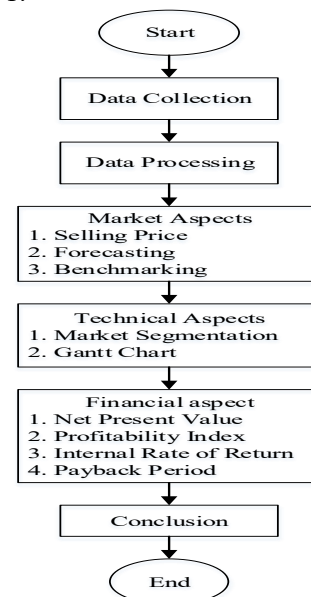 Start
Data Collection
Data Processing
Market Aspects
1. Selling Price
2. Forecasting
3. Benchmarking
Technical Aspects
1. Market Segmentation
2. Gantt Chart
Financial aspect
1. Net Present Value
2. Profitability Index
3. Internal Rate of Return
4. Payback Period
Conclusion
End